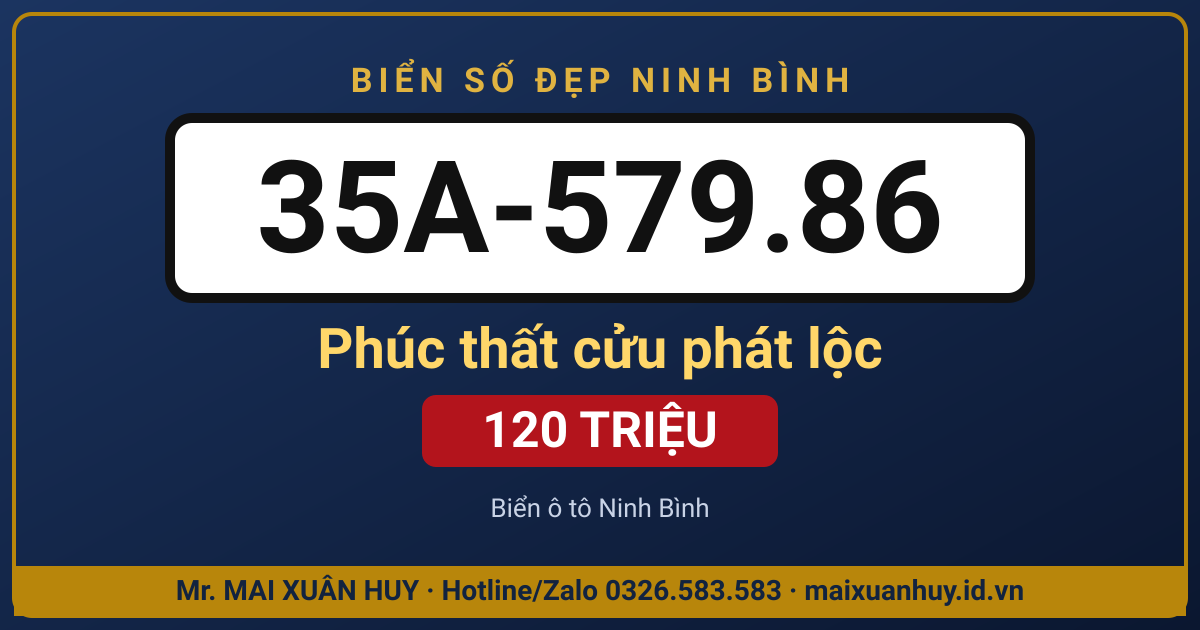 BIỂN SỐ ĐẸP NINH BÌNH
35A-579.86
Phúc thất cửu phát lộc
120 TRIỆU
Biển ô tô Ninh Bình
Mr. MAI XUÂN HUY · Hotline/Zalo 0326.583.583 · maixuanhuy.id.vn